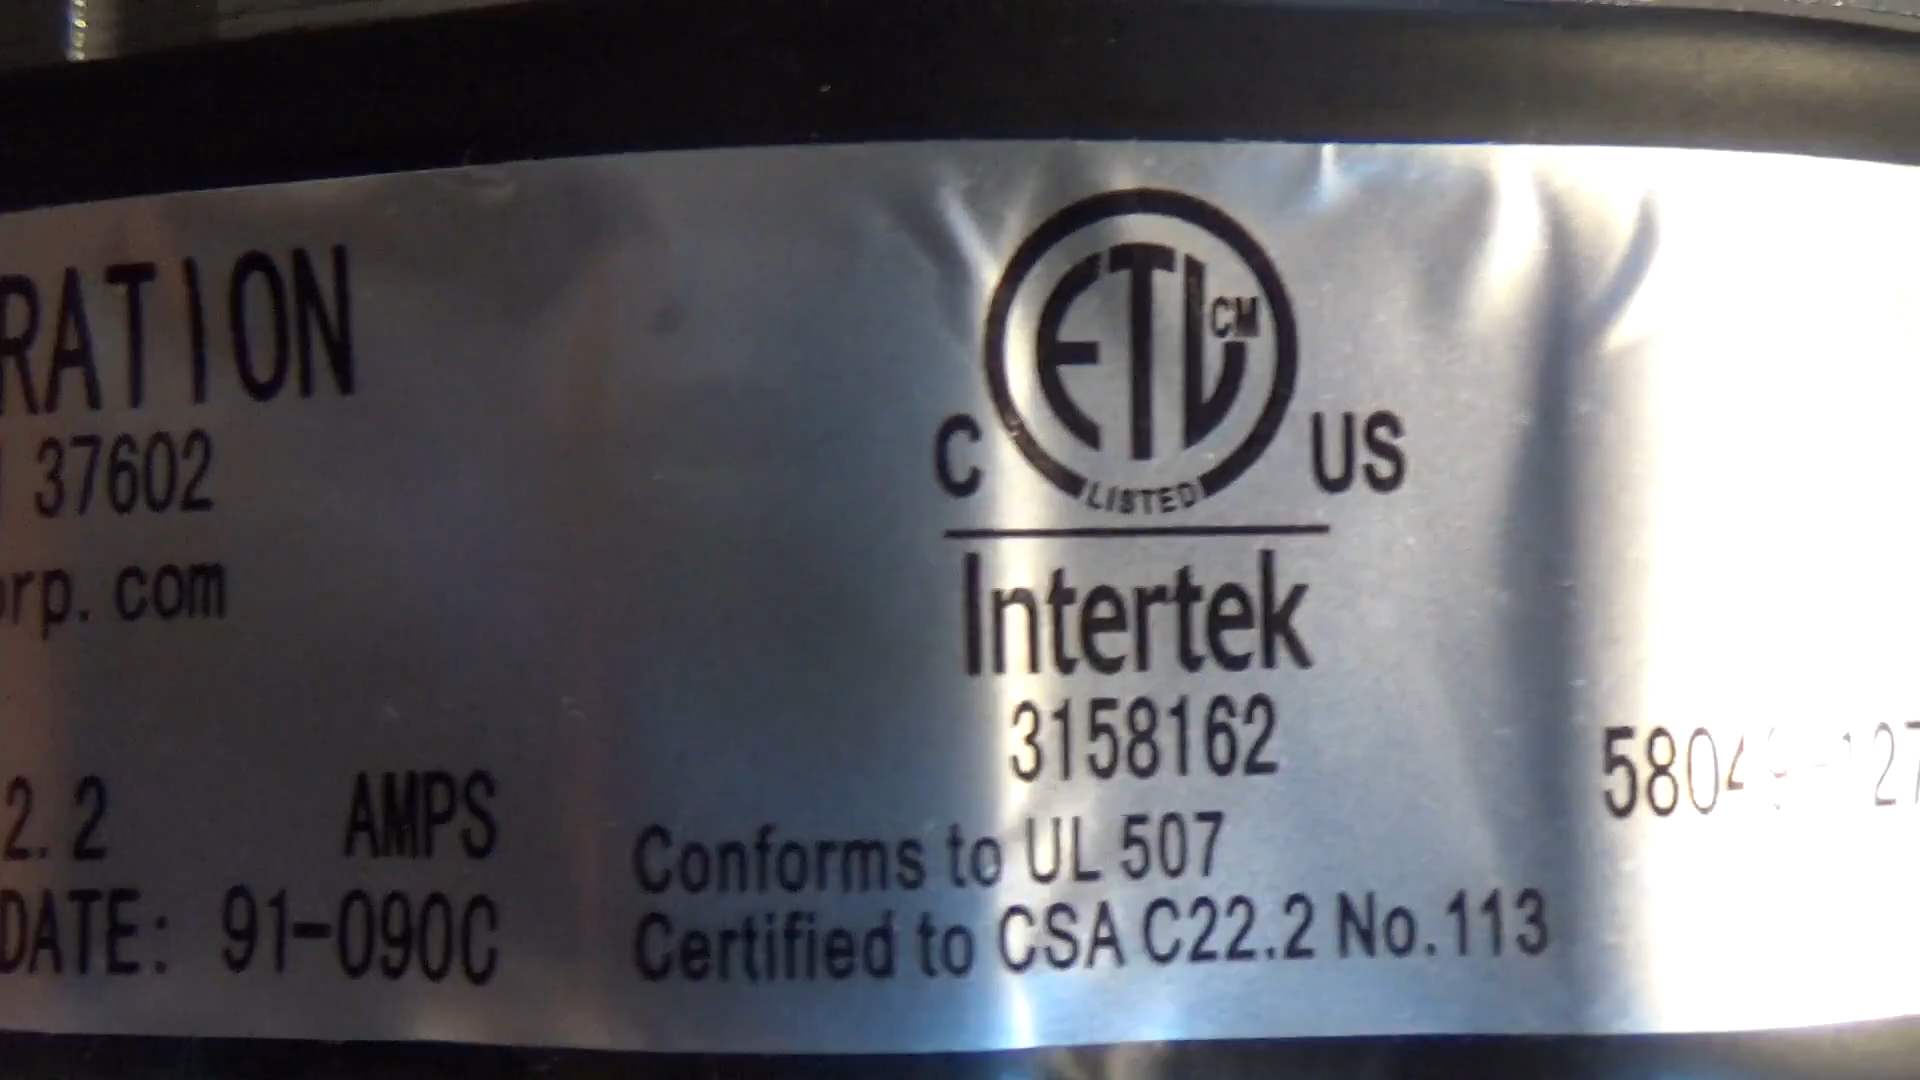 RATION
37602
orp.com
2.2 AMPS
DATE: 91-090C
ETL CM
LISTED
C US
Intertek
3158162
Conforms to UL 507
Certified to CSA C22.2 No.113